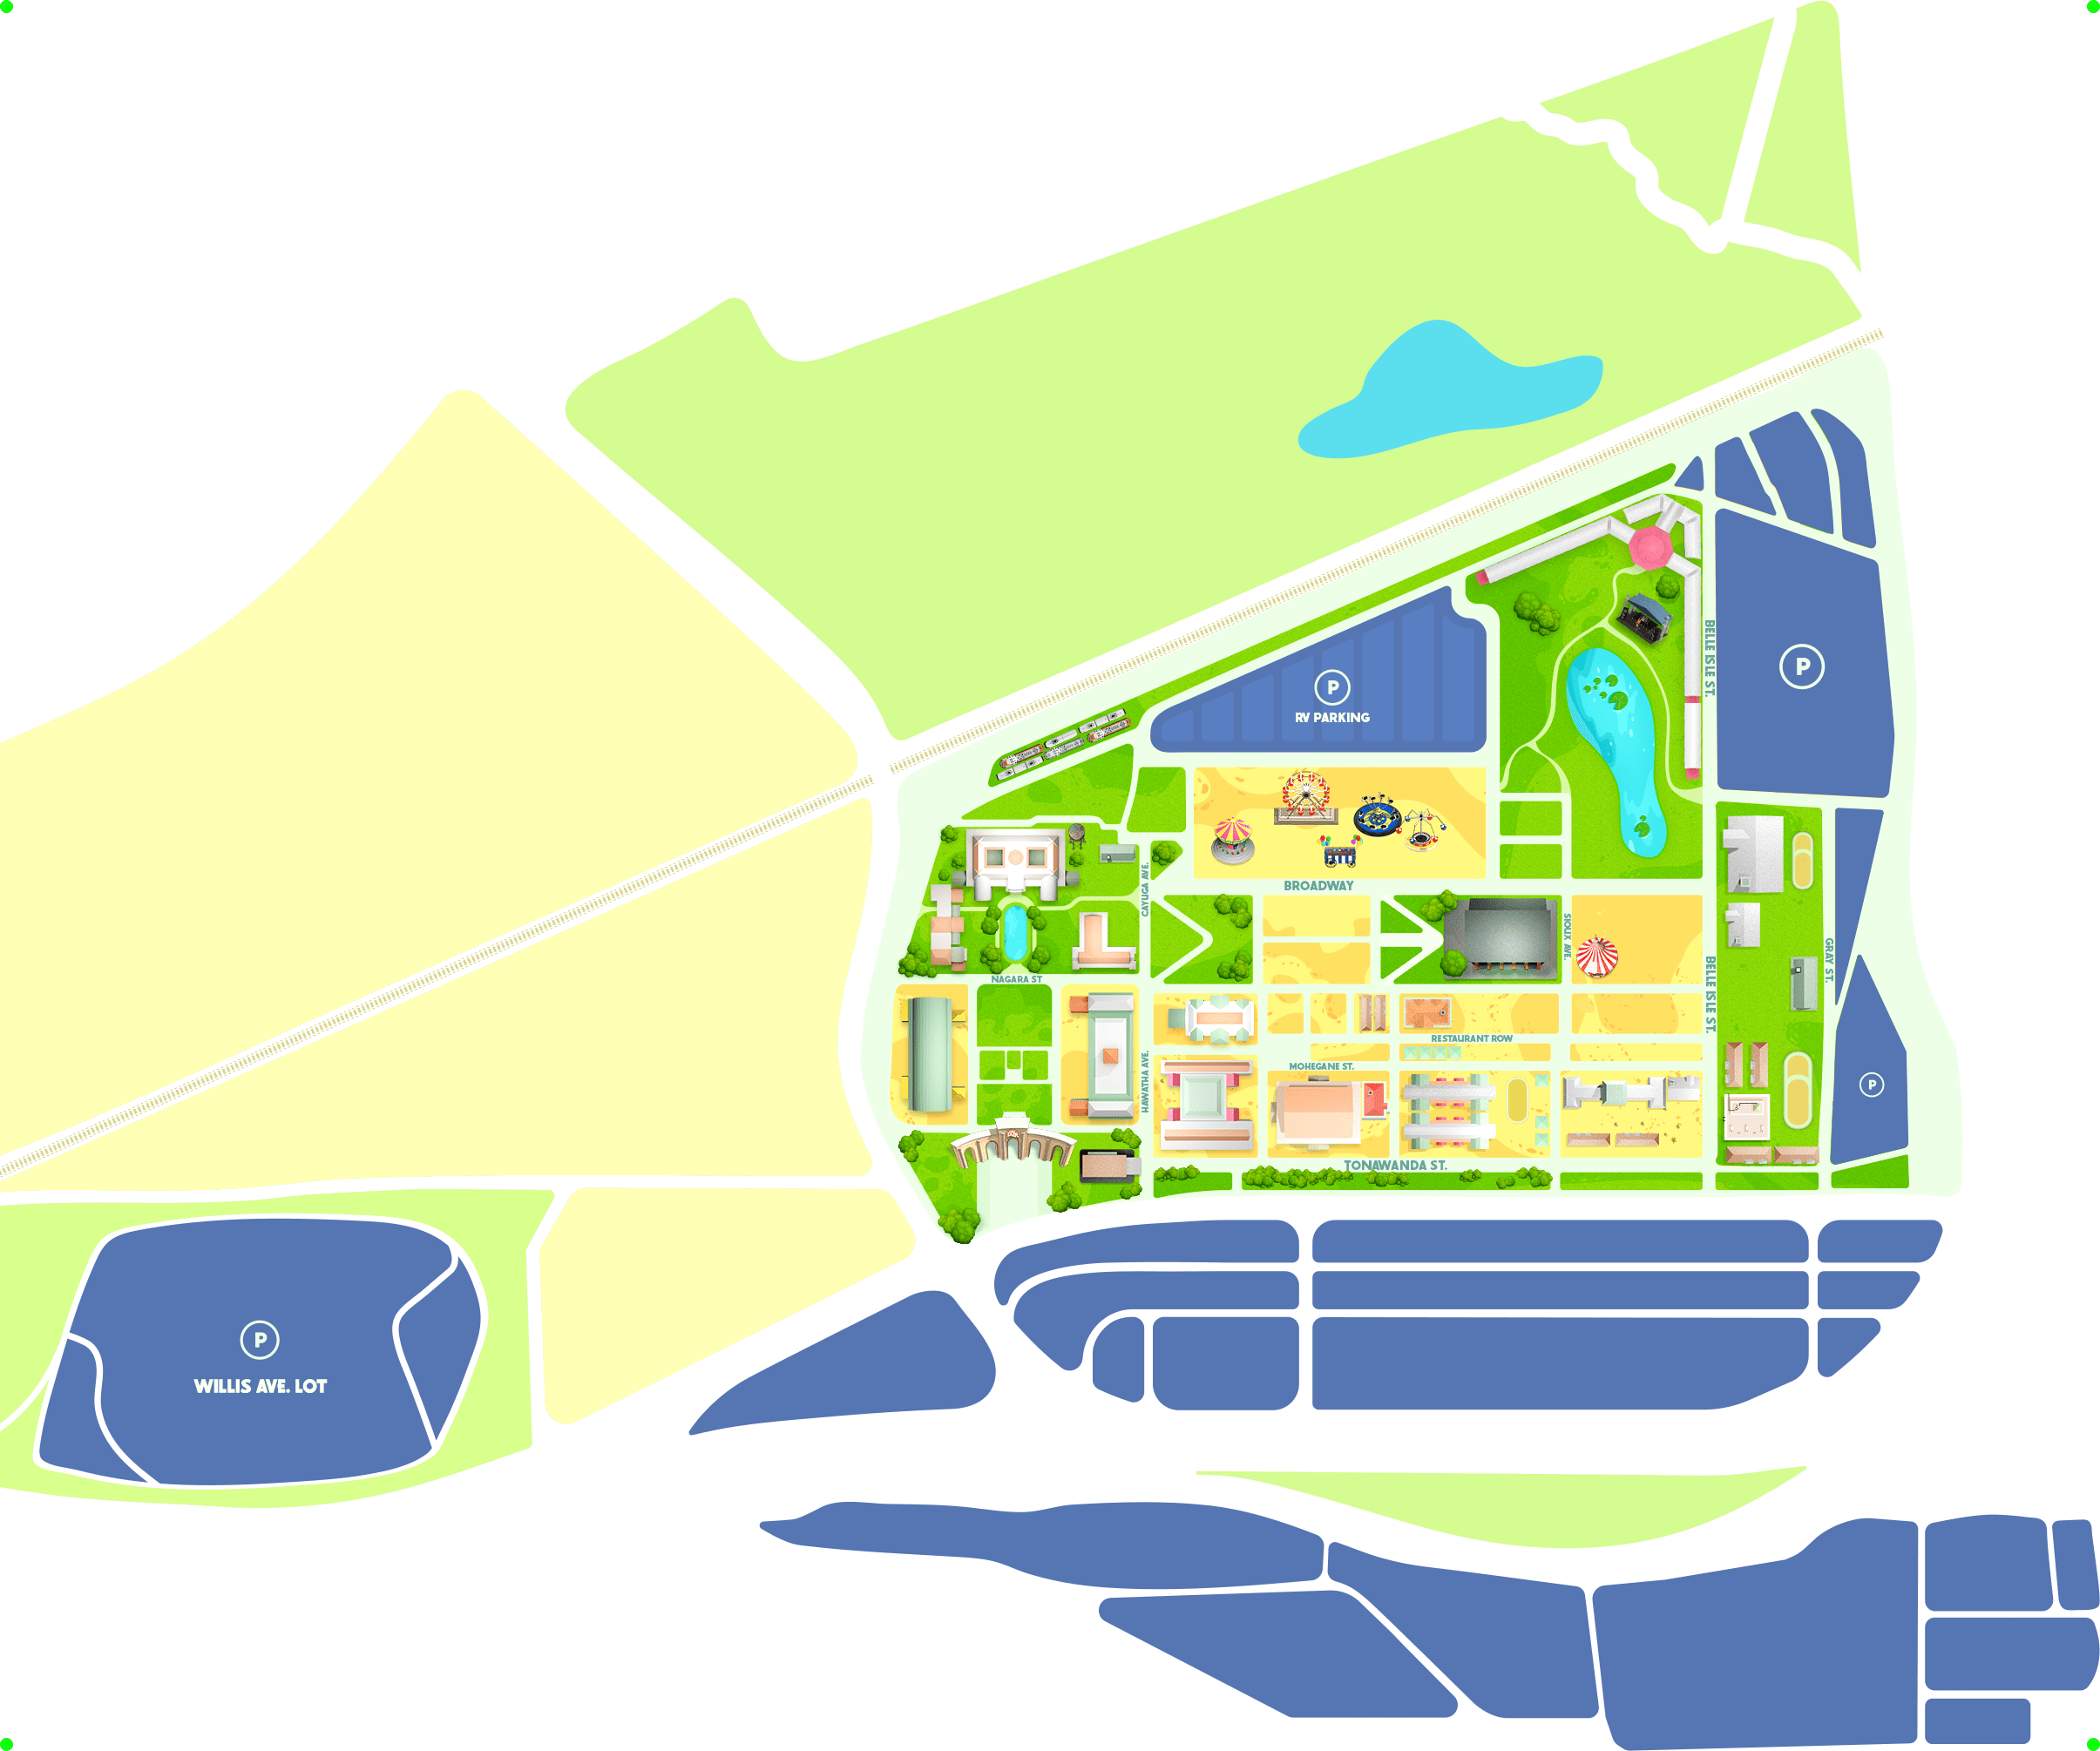 BELLE ISLE ST.
P
P
RV PARKING
BROADWAY
CAYUGA AVE.
SIOUX AVE.
NAGARA ST
BELLE ISLE ST.
GRAY ST.
RESTAURANT ROW
MOHEGANE ST.
HAWATHA AVE.
P
TONAWANDA ST.
P
WILLIS AVE. LOT